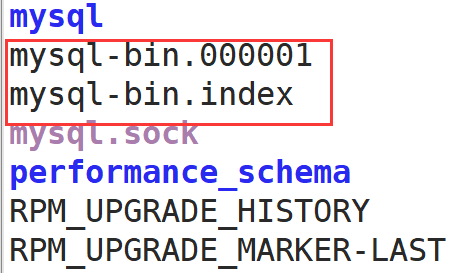 mysql
mysql-bin.000001
mysql-bin.index
mysql.sock
performance_schema
RPM_UPGRADE_HISTORY
RPM_UPGRADE_MARKER-LAST